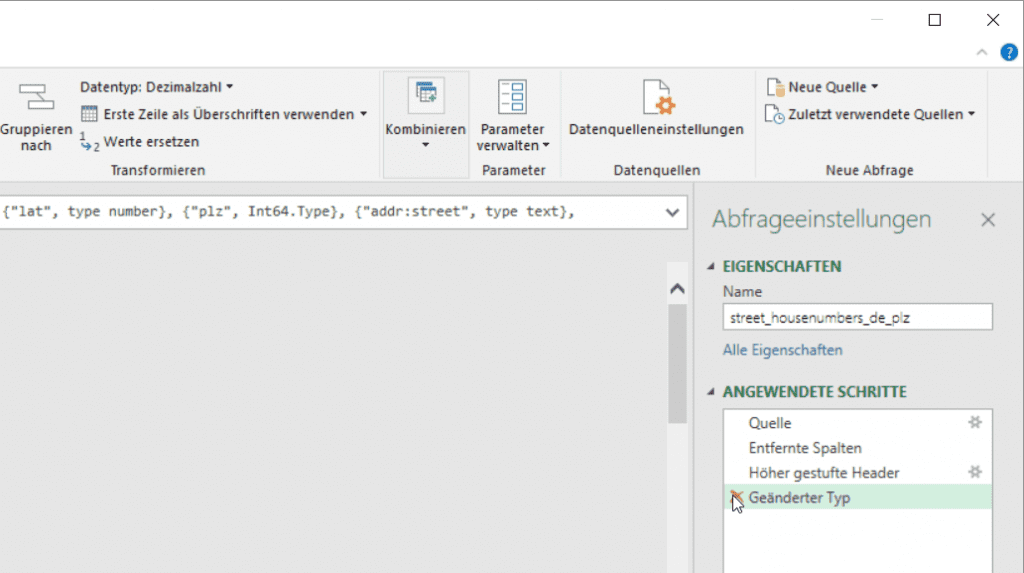 ?
Gruppieren
nach
Datentyp: Dezimalzahl
Erste Zeile als Überschriften verwenden
1
2
Werte ersetzen
Transformieren
Kombinieren
Parameter
verwalten
Parameter
Datenquelleneinstellungen
Datenquellen
Neue Quelle
Zuletzt verwendete Quellen
Neue Abfrage
{"lat", type number}, {"plz", Int64.Type}, {"addr:street", type text},
Abfrageeinstellungen
EIGENSCHAFTEN
Name
street_housenumbers_de_plz
Alle Eigenschaften
ANGEWENDETE SCHRITTE
Quelle
Entfernte Spalten
Höher gestufte Header
Geänderter Typ